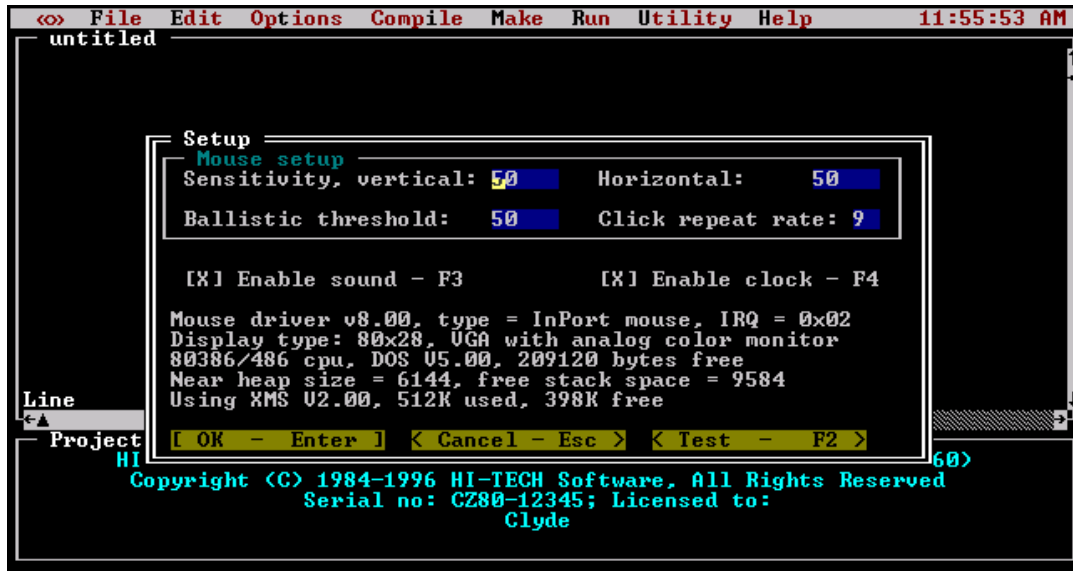 <> File Edit Options Compile Make Run Utility Help 11:55:53 AM
untitled
Setup
Mouse setup
Sensitivity, vertical: 50 Horizontal: 50
Ballistic threshold: 50 Click repeat rate: 9
[X] Enable sound - F3 [X] Enable clock - F4
Mouse driver v8.00, type = InPort mouse, IRQ = 0x02
Display type: 80x28, VGA with analog color monitor
80386/486 cpu, DOS V5.00, 209120 bytes free
Near heap size = 6144, free stack space = 9584
Using XMS V2.00, 512K used, 398K free
Line
[ OK - Enter ] < Cancel - Esc > < Test - F2 >
Project
HI 60)
Copyright (C) 1984-1996 HI-TECH Software, All Rights Reserved
Serial no: CZ80-12345; Licensed to:
Clyde